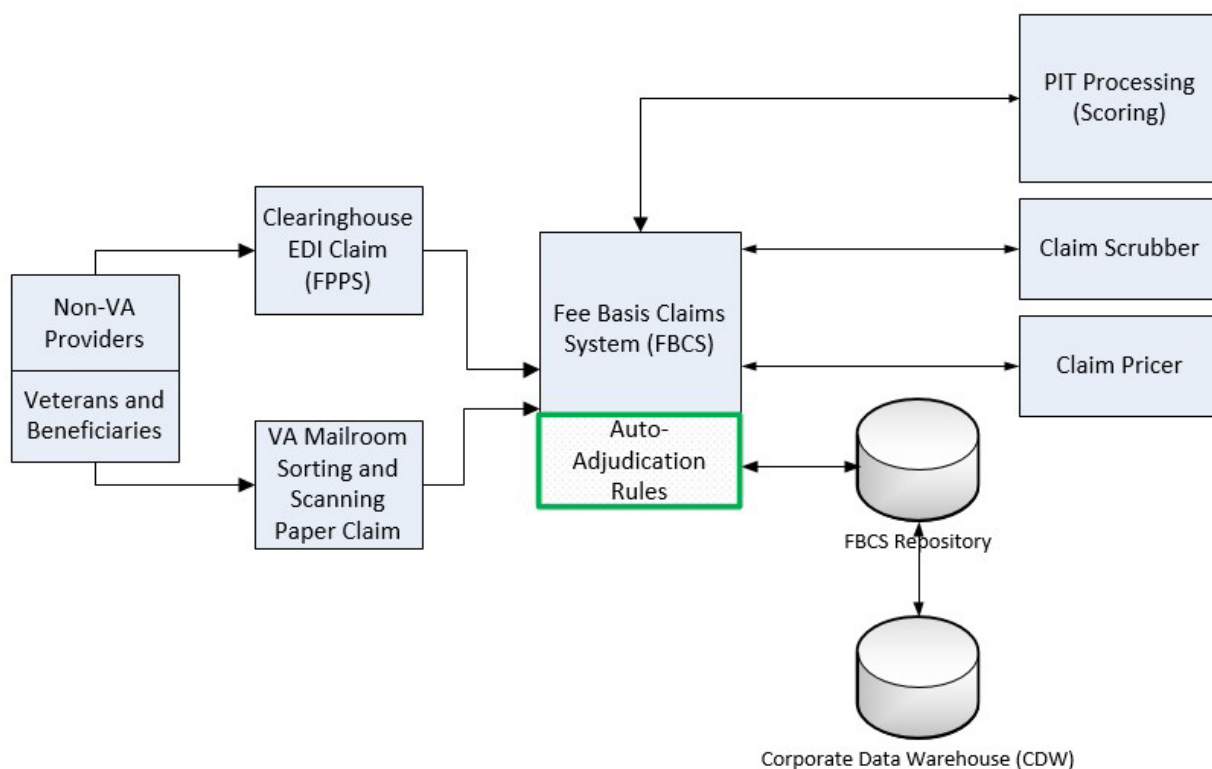 PIT Processing
(Scoring)
Clearinghouse
EDI Claim
(FPPS)
Claim Scrubber
Non-VA
Providers
Fee Basis Claims
System (FBCS)
Claim Pricer
Veterans and
Beneficiaries
VA Mailroom
Sorting and
Scanning
Paper Claim
Auto-
Adjudication
Rules
FBCS Repository
Corporate Data Warehouse (CDW)